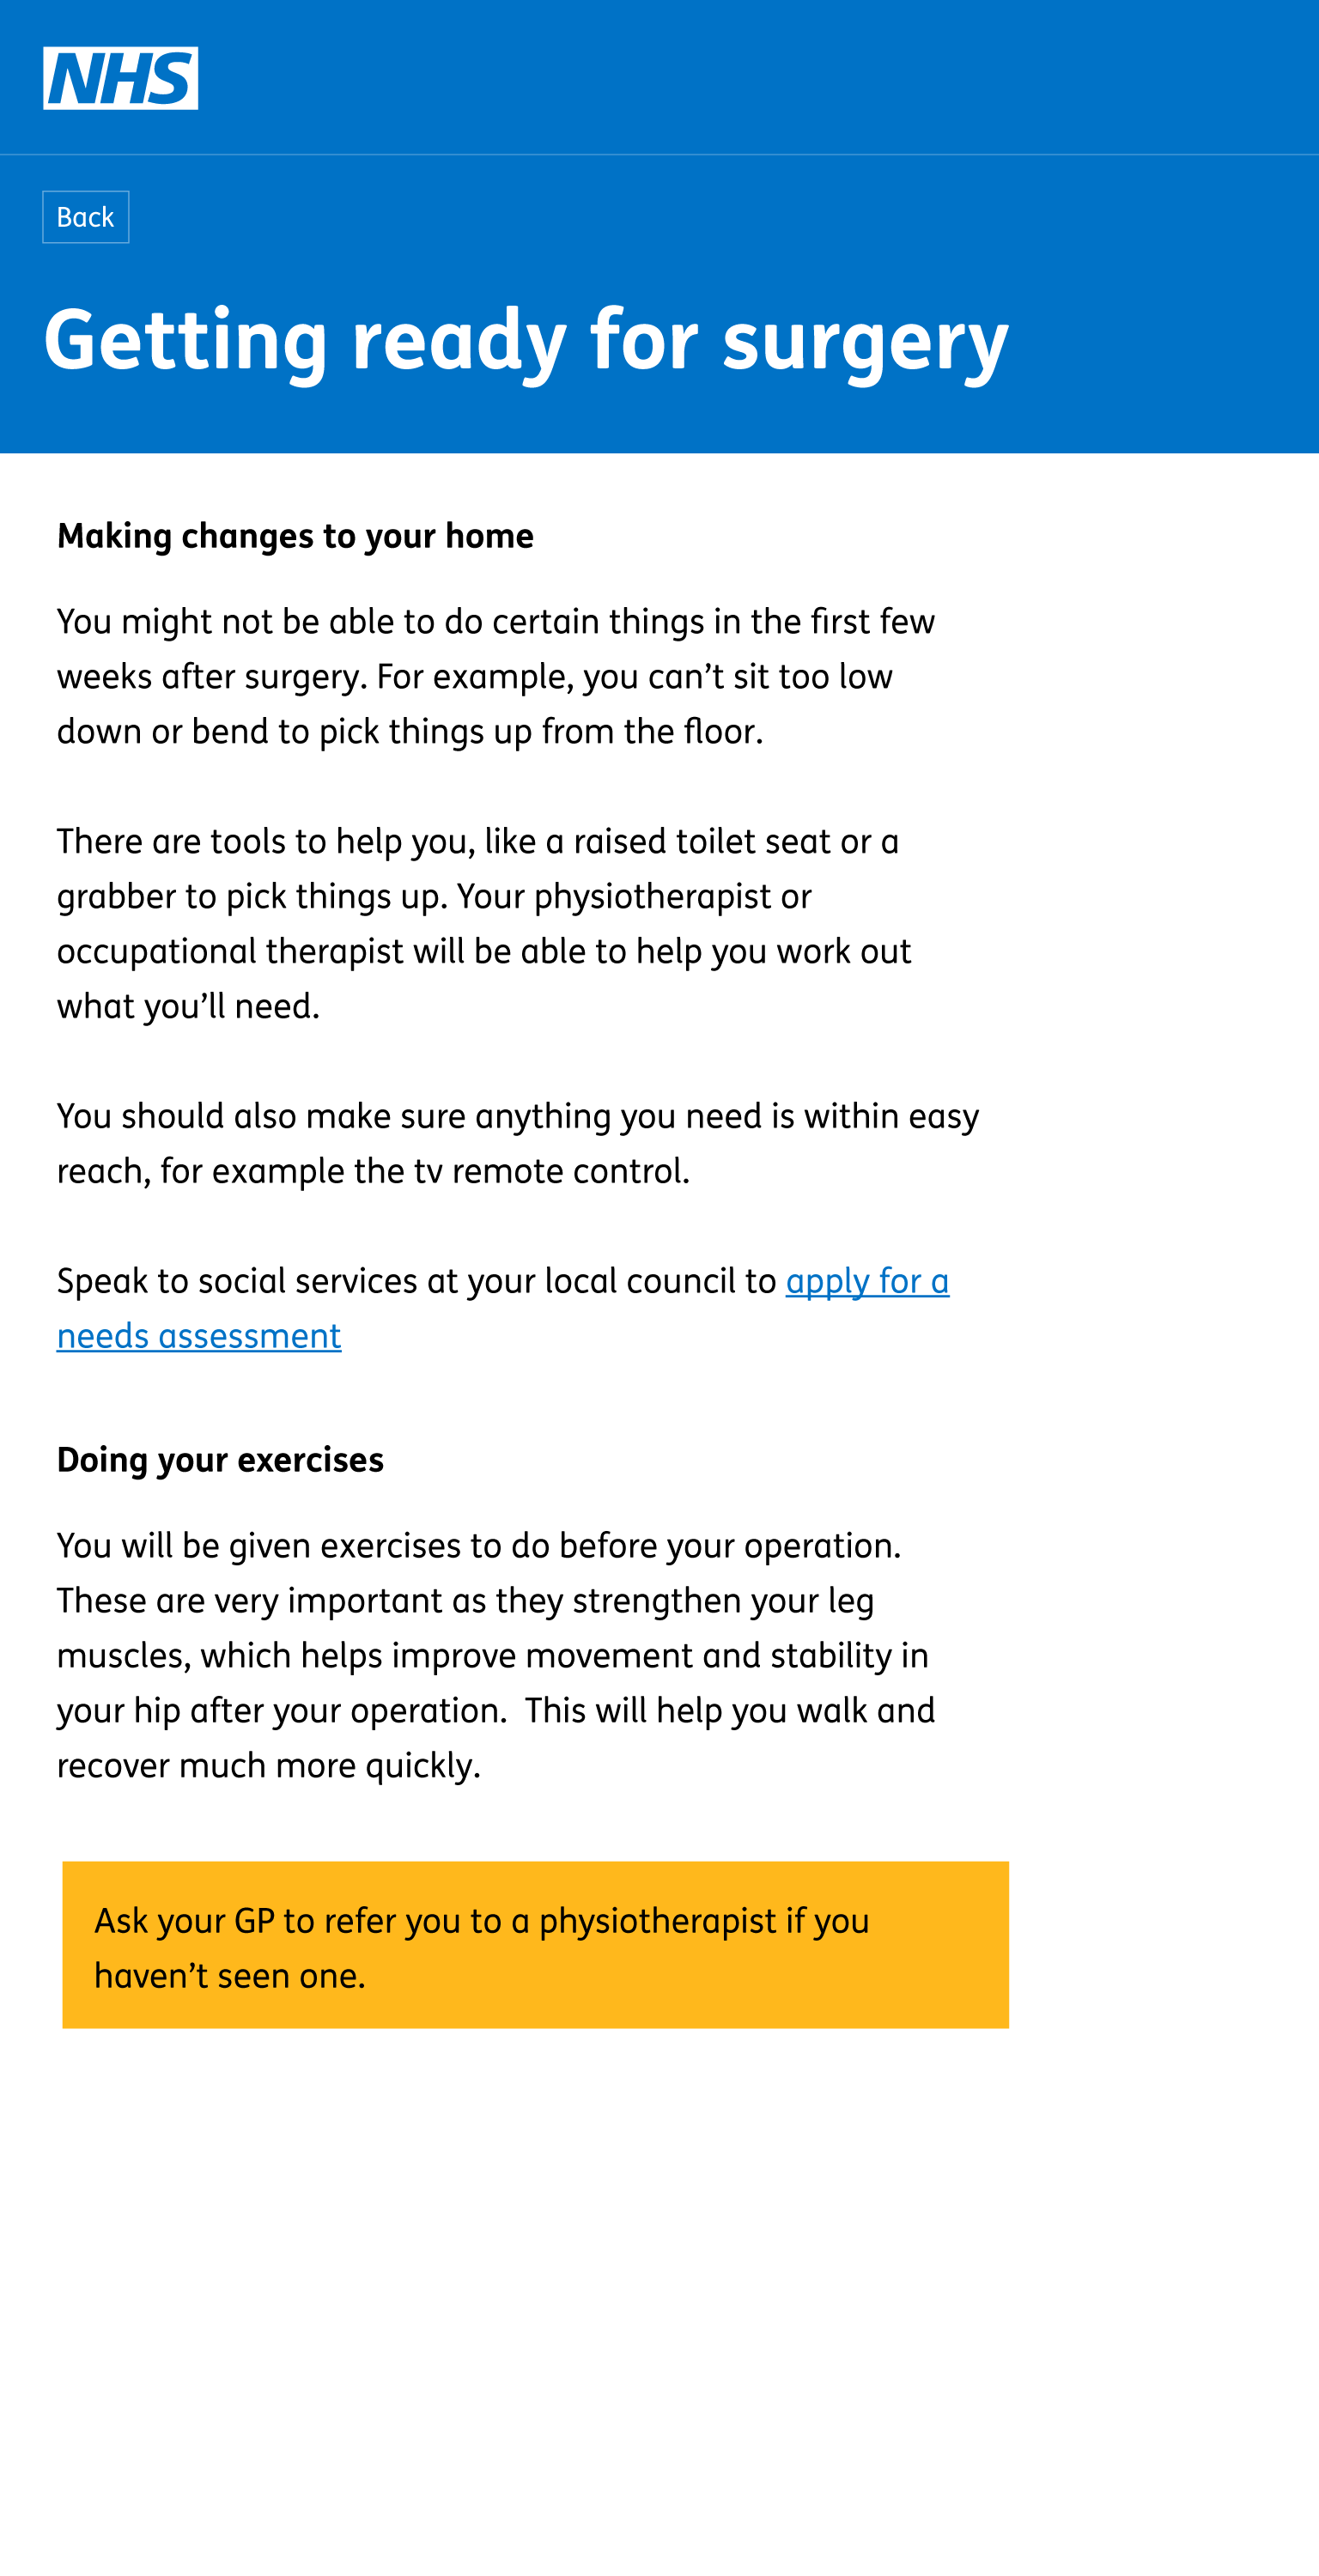 NHS
Back
Getting ready for surgery
Making changes to your home
You might not be able to do certain things in the first few
weeks after surgery. For example, you can’t sit too low
down or bend to pick things up from the floor.
There are tools to help you, like a raised toilet seat or a
grabber to pick things up. Your physiotherapist or
occupational therapist will be able to help you work out
what you’ll need.
You should also make sure anything you need is within easy
reach, for example the tv remote control.
Speak to social services at your local council to apply for a
needs assessment
Doing your exercises
You will be given exercises to do before your operation.
These are very important as they strengthen your leg
muscles, which helps improve movement and stability in
your hip after your operation.  This will help you walk and
recover much more quickly.
Ask your GP to refer you to a physiotherapist if you
haven’t seen one.